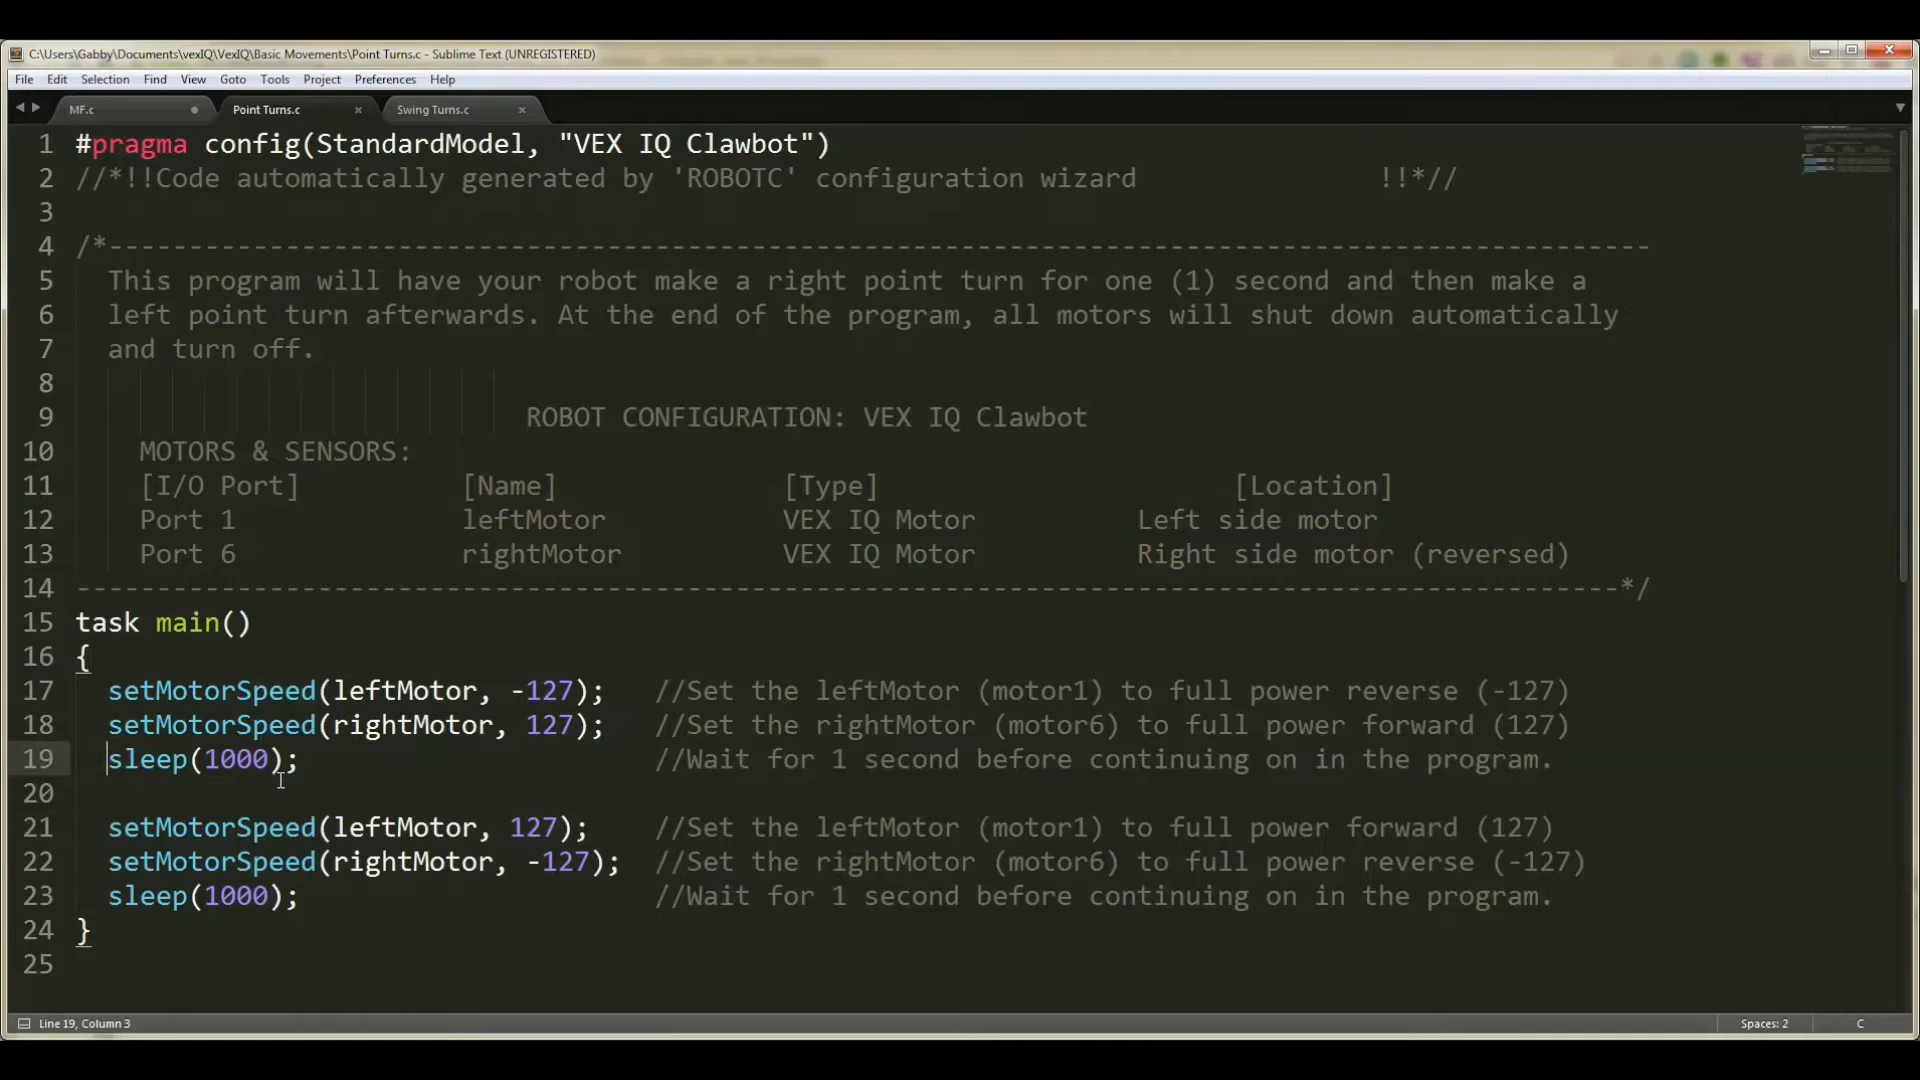 C:\Users\Gabby\Documents\vexIQ\VexIQ\Basic Movements\Point Turns.c - Sublime Text (UNREGISTERED)
File Edit Selection Find View Goto Tools Project Preferences Help
MF.c Point Turns.c Swing Turns.c
1 #pragma config(StandardModel, "VEX IQ Clawbot")
2 //*!!Code automatically generated by 'ROBOTC' configuration wizard !!*//
3
4 /*------------------------------------------------------------------------------------------------
5 This program will have your robot make a right point turn for one (1) second and then make a
6 left point turn afterwards. At the end of the program, all motors will shut down automatically
7 and turn off.
8
9 ROBOT CONFIGURATION: VEX IQ Clawbot
10 MOTORS & SENSORS:
11 [I/O Port] [Name] [Type] [Location]
12 Port 1 leftMotor VEX IQ Motor Left side motor
13 Port 6 rightMotor VEX IQ Motor Right side motor (reversed)
14 ------------------------------------------------------------------------------------------------*/
15 task main()
16 {
17 setMotorSpeed(leftMotor, -127); //Set the leftMotor (motor1) to full power reverse (-127)
18 setMotorSpeed(rightMotor, 127); //Set the rightMotor (motor6) to full power forward (127)
19 sleep(1000); //Wait for 1 second before continuing on in the program.
20
21 setMotorSpeed(leftMotor, 127); //Set the leftMotor (motor1) to full power forward (127)
22 setMotorSpeed(rightMotor, -127); //Set the rightMotor (motor6) to full power reverse (-127)
23 sleep(1000); //Wait for 1 second before continuing on in the program.
24 }
25
Line 19, Column 3 Spaces: 2 C